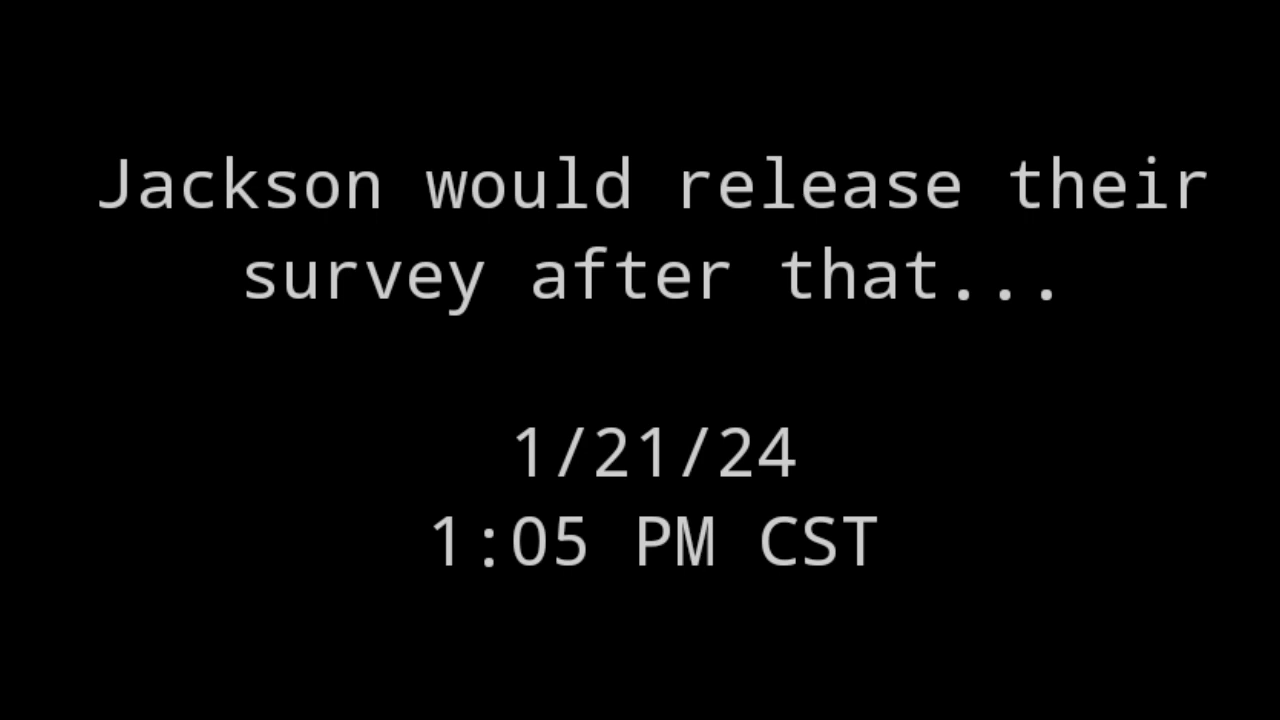 Jackson would release their
survey after that...
1/21/24
1:05 PM CST